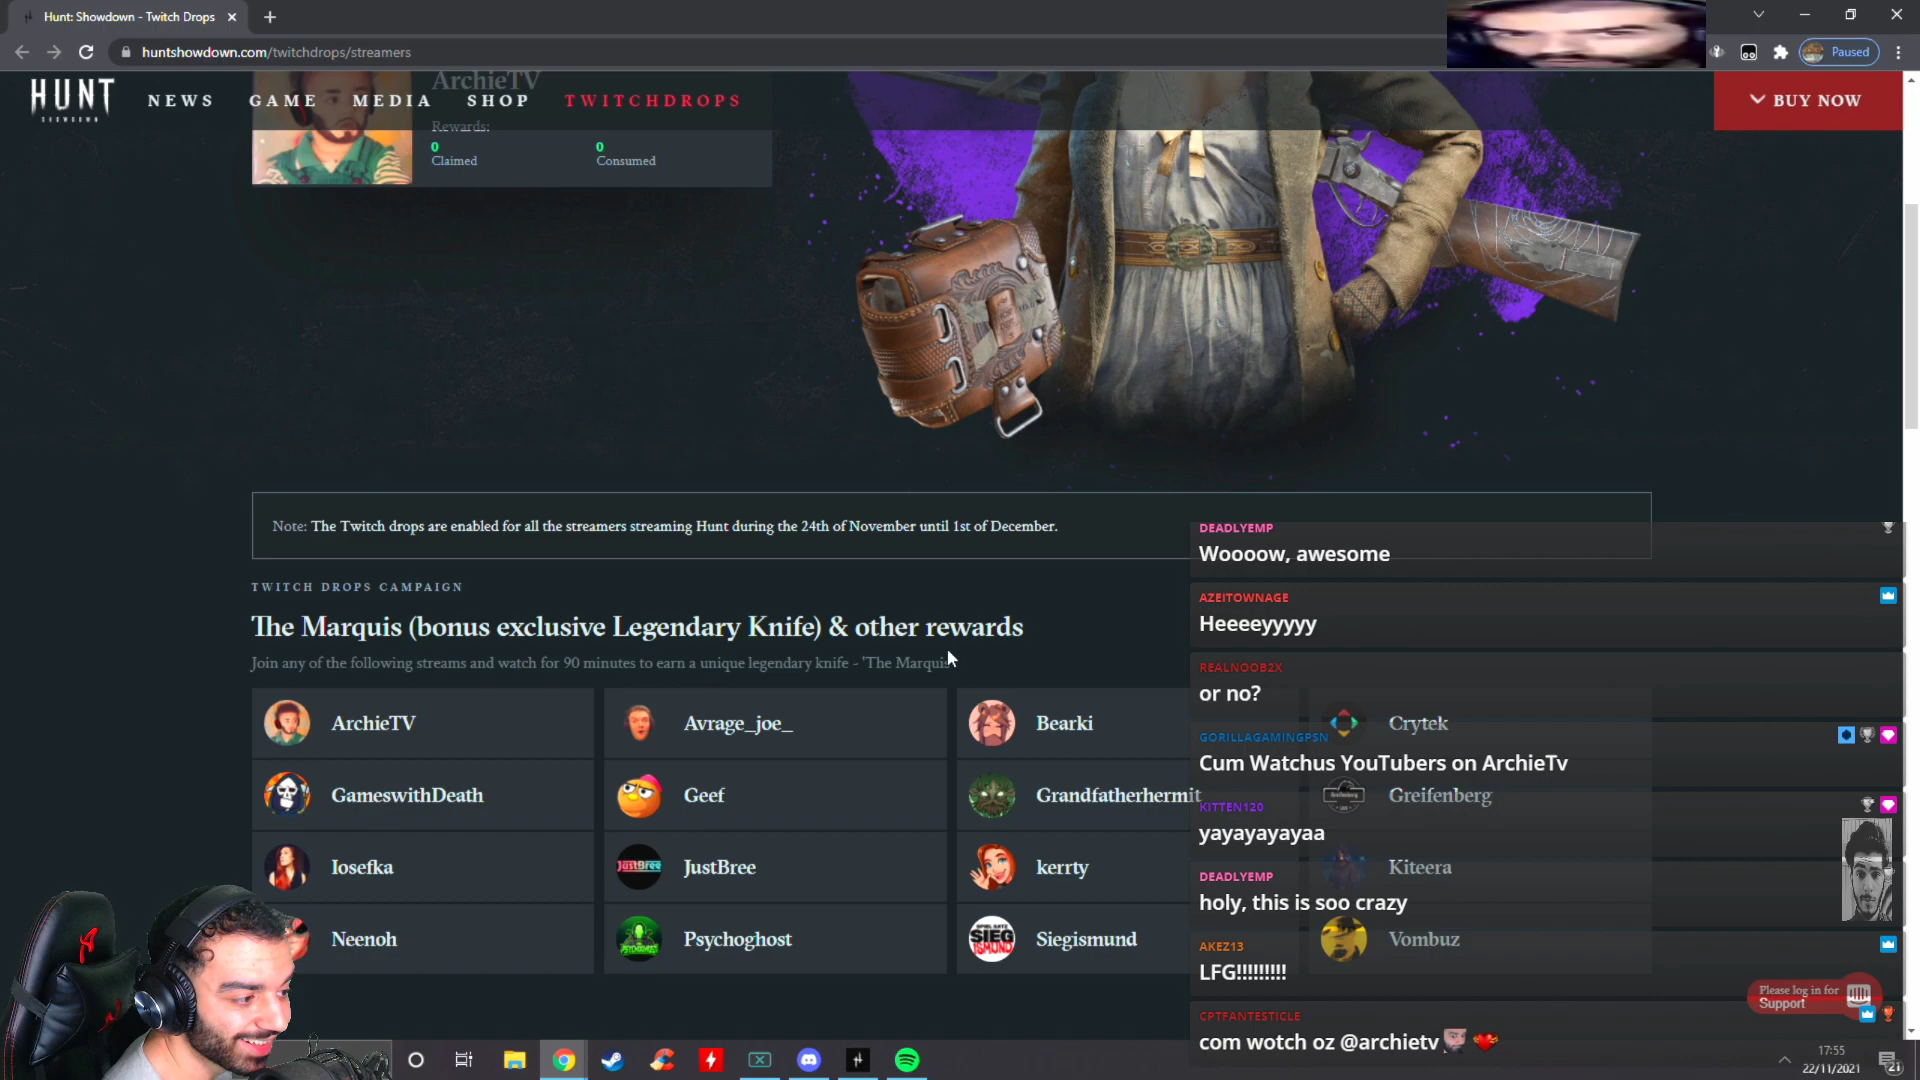 Hunt: Showdown - Twitch Drops
huntshowdown.com/twitchdrops/streamers
Paused
HUNT
SHOWDOWN
NEWS
GAME
MEDIA
SHOP
TWITCHDROPS
BUY NOW
ArchieTV
Rewards:
0
Claimed
0
Consumed
Note: The Twitch drops are enabled for all the streamers streaming Hunt during the 24th of November until 1st of December.
TWITCH DROPS CAMPAIGN
The Marquis (bonus exclusive Legendary Knife) & other rewards
Join any of the following streams and watch for 90 minutes to earn a unique legendary knife - 'The Marquis
ArchieTV
Avrage_joe_
Bearki
Crytek
GameswithDeath
Geef
Grandfatherhermit
Greifenberg
Iosefka
JustBree
kerrty
Kiteera
Neenoh
Psychoghost
Siegismund
Vombuz
DEADLYEMP
Woooow, awesome
AZEITOWNAGE
Heeeeyyyyy
REALNOOB2X
or no?
GORILLAGAMINGPSN
Cum Watchus YouTubers on ArchieTv
KITTEN120
yayayayayaa
DEADLYEMP
holy, this is soo crazy
AKEZ13
LFG!!!!!!!!!
CPTFANTESTICLE
com wotch oz @archietv
Please log in for
Support
17:55
22/11/2021
21